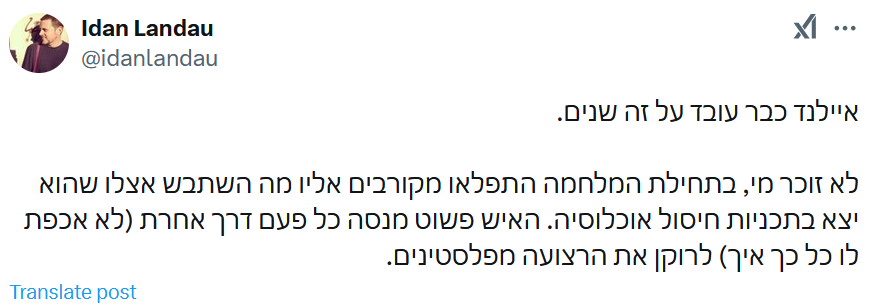 Idan Landau
@idanlandau
איילנד כבר עובד על זה שנים.
לא זוכר מי, בתחילת המלחמה התפלאו מקורבים אליו מה השתבש אצלו שהוא
יצא בתכניות חיסול אוכלוסיה. האיש פשוט מנסה כל פעם דרך אחרת (לא אכפת
לו כל כך איך) לרוקן את הרצועה מפלסטינים.
Translate post